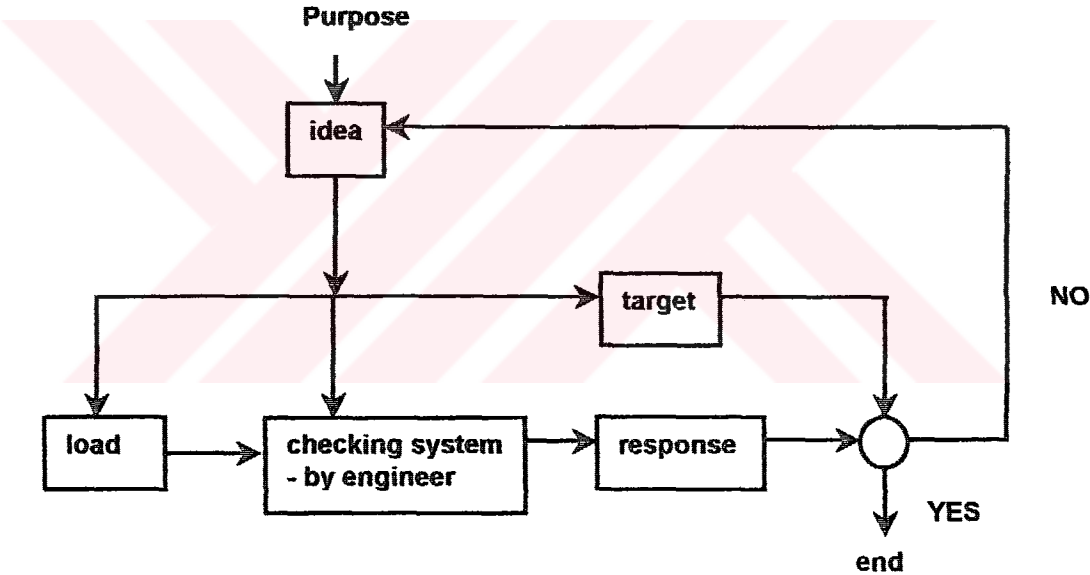 Purpose
idea
target
NO
load
checking system
- by engineer
response
YES
end